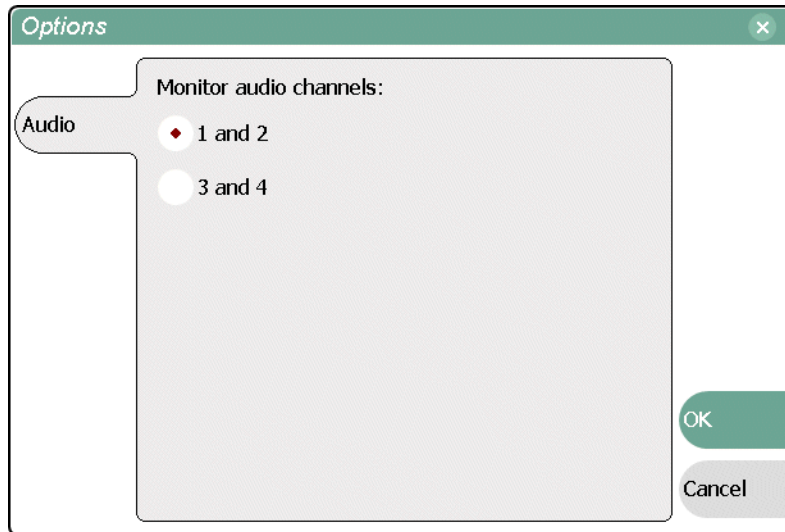 Options
Audio
Monitor audio channels:
1 and 2
3 and 4
OK
Cancel